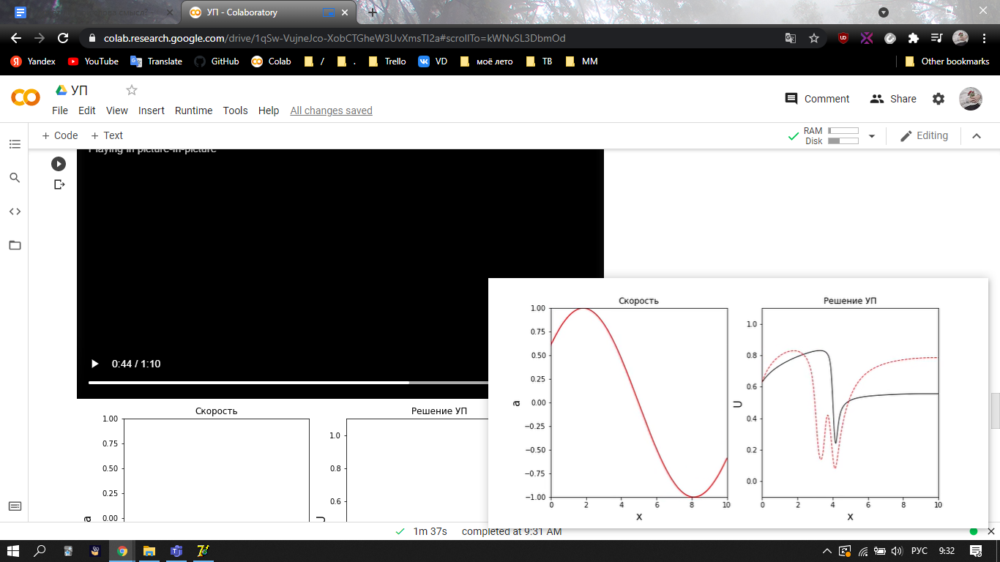 УП - Colaboratory
colab.research.google.com/drive/1qSw-VujneJco-XobCTGheW3UvXmsTI2a#scrollTo=kWNvSL3DbmOd
Yandex YouTube Translate GitHub Colab / . Trello VD моё лето ТВ ММ Other bookmarks
УП
Comment Share
File Edit View Insert Runtime Tools Help All changes saved
+ Code + Text RAM Disk Editing
Playing in picture-in-picture
0:44 / 1:10
Скорость Решение УП
1.00
0.75
0.50
0.25
0.00
a
1.0
0.8
0.6
U
Скорость
1.00
0.75
0.50
0.25
0.00
−0.25
−0.50
−0.75
−1.00
a
0 2 4 6 8 10
x
Решение УП
1.0
0.8
0.6
0.4
0.2
0.0
U
0 2 4 6 8 10
x
1m 37s completed at 9:31 AM
РУС 9:32